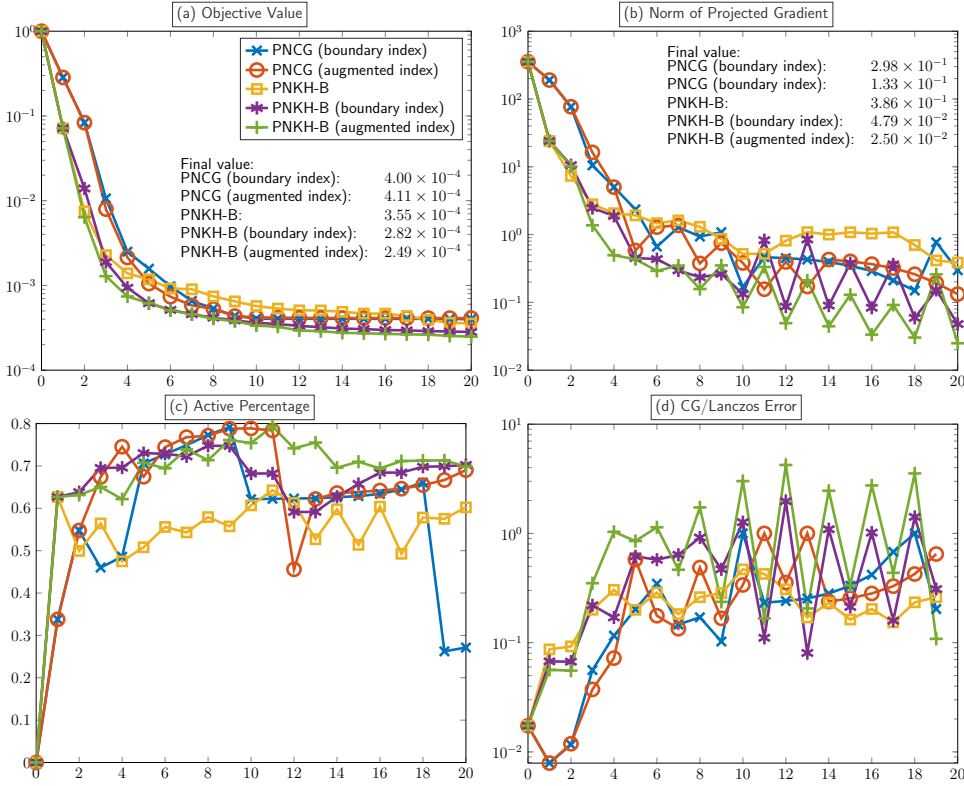 (a) Objective Value
10^0
10^{-1}
10^{-2}
10^{-3}
10^{-4}
PNCG (boundary index)
PNCG (augmented index)
PNKH-B
PNKH-B (boundary index)
PNKH-B (augmented index)
Final value:
PNCG (boundary index): 4.00 × 10^{-4}
PNCG (augmented index): 4.11 × 10^{-4}
PNKH-B: 3.55 × 10^{-4}
PNKH-B (boundary index): 2.82 × 10^{-4}
PNKH-B (augmented index): 2.49 × 10^{-4}
0 2 4 6 8 10 12 14 16 18 20
(b) Norm of Projected Gradient
10^3
10^2
10^1
10^0
10^{-1}
10^{-2}
Final value:
PNCG (boundary index): 2.98 × 10^{-1}
PNCG (boundary index): 1.33 × 10^{-1}
PNKH-B: 3.86 × 10^{-1}
PNKH-B (boundary index): 4.79 × 10^{-2}
PNKH-B (augmented index): 2.50 × 10^{-2}
0 2 4 6 8 10 12 14 16 18 20
(c) Active Percentage
0.8
0.7
0.6
0.5
0.4
0.3
0.2
0.1
0
0 2 4 6 8 10 12 14 16 18 20
(d) CG/Lanczos Error
10^1
10^0
10^{-1}
10^{-2}
0 2 4 6 8 10 12 14 16 18 20